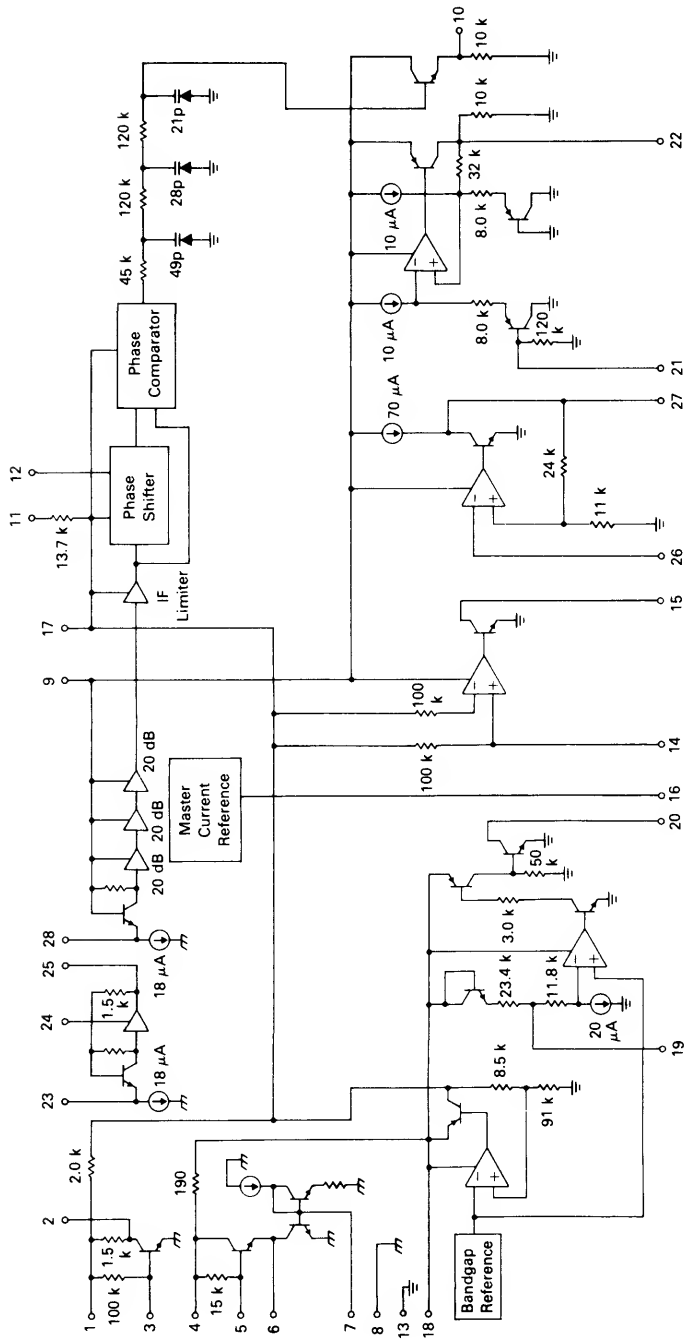 11
12
13.7 k
Phase
Shifter
Phase
Comparator
45 k
120 k
120 k
49p
28p
21p
17
IF
Limiter
9
20 dB
20 dB
20 dB
28
18 µA
25
24
23
1.5
k
18 µA
Master
Current
Reference
2.0 k
2
1.5
k
100 k
1
3
190
15 k
4
5
6
7
8
13
18
Bandgap
Reference
8.5 k
91 k
23.4 k
11.8 k
20
µA
19
3.0 k
50
k
20
16
100 k
100
k
14
15
26
11 k
24 k
27
70 µA
10 µA
8.0 k
120
k
21
10 µA
8.0 k
32 k
22
10 k
10 k
10
+
−
+
−
+
−
+
−
+
−